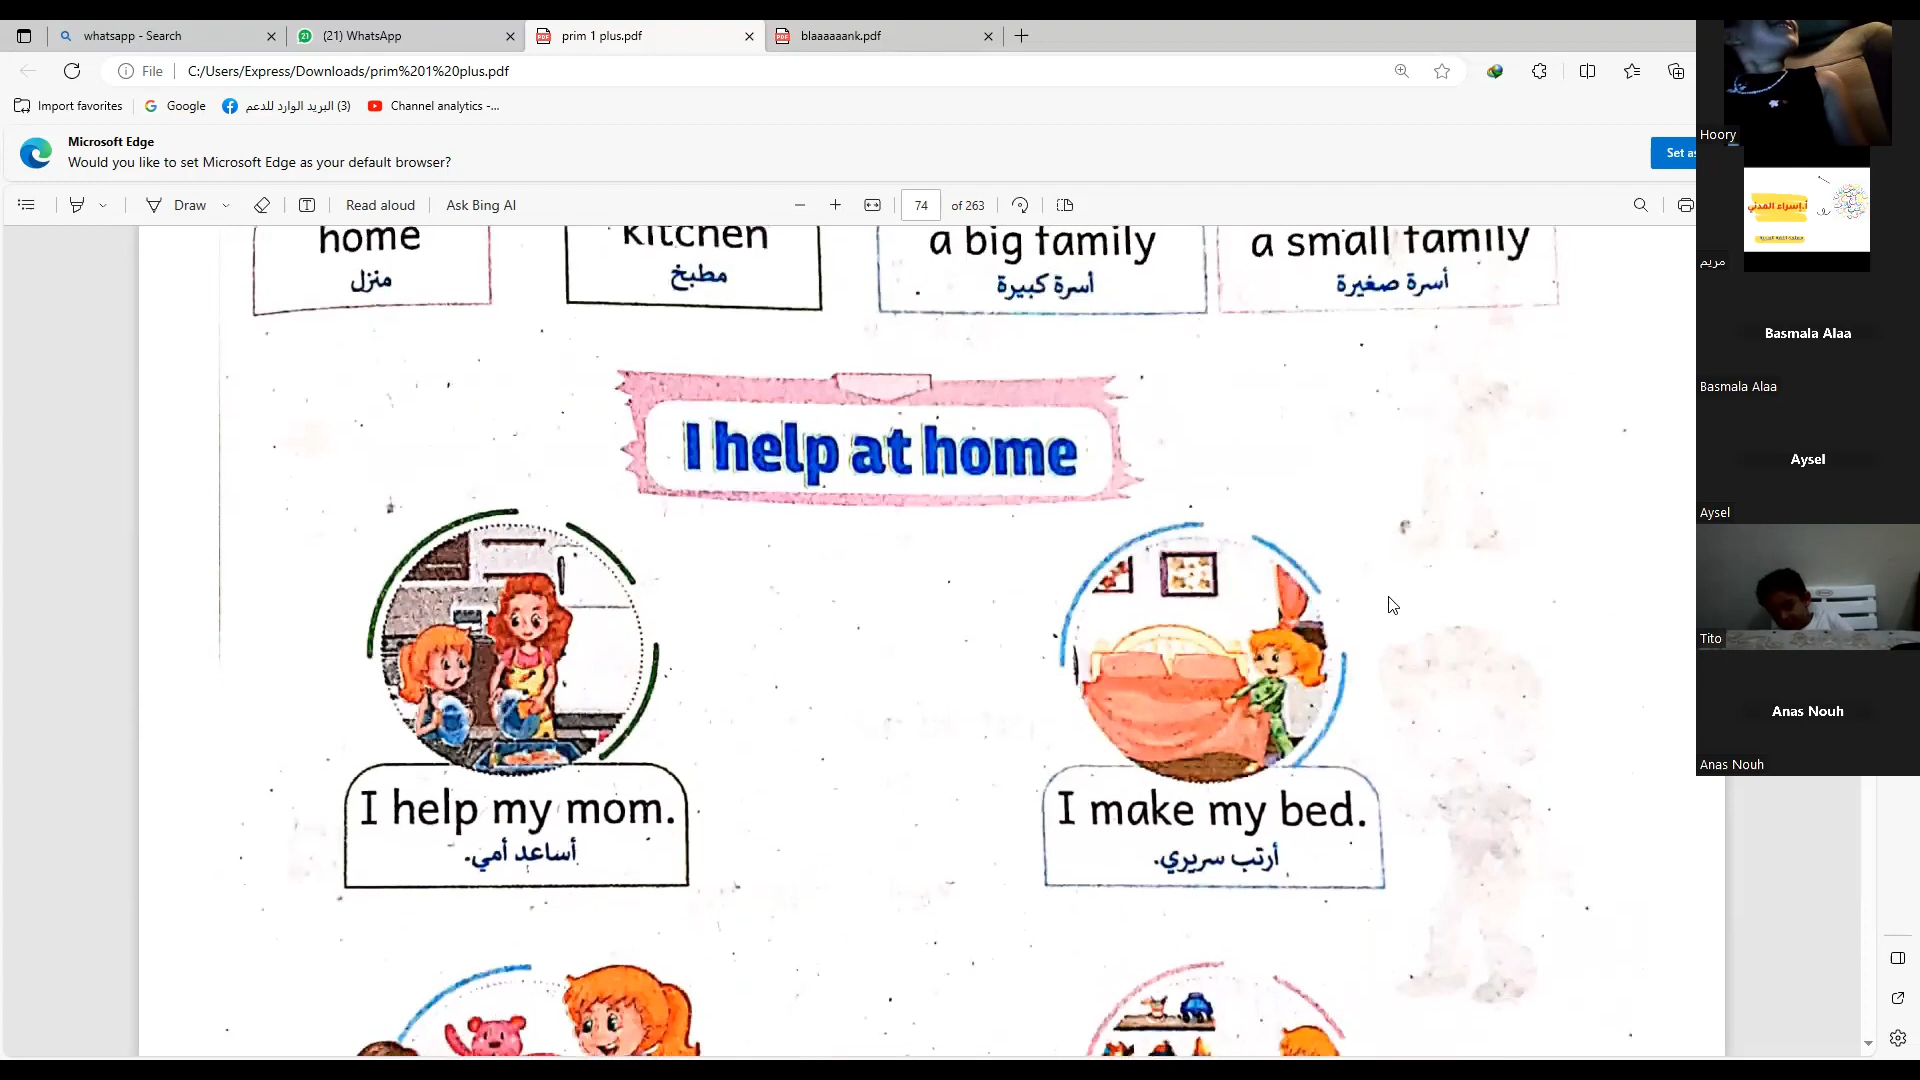 whatsapp - Search
(21) WhatsApp
prim 1 plus.pdf
blaaaaaank.pdf
File
C:/Users/Express/Downloads/prim%201%20plus.pdf
Import favorites
Google
(3) البريد الوارد للدعم
Channel analytics -...
Microsoft Edge
Would you like to set Microsoft Edge as your default browser?
Set as
Draw
Read aloud
Ask Bing AI
74
of 263
home
منزل
kitchen
مطبخ
a big family
أسرة كبيرة
a small family
أسرة صغيرة
I help at home
I help my mom.
أساعد أمي.
I make my bed.
أرتب سريري.
Hoory
أ.إسراء المدني
مريم
Basmala Alaa
Basmala Alaa
Aysel
Aysel
Tito
Anas Nouh
Anas Nouh